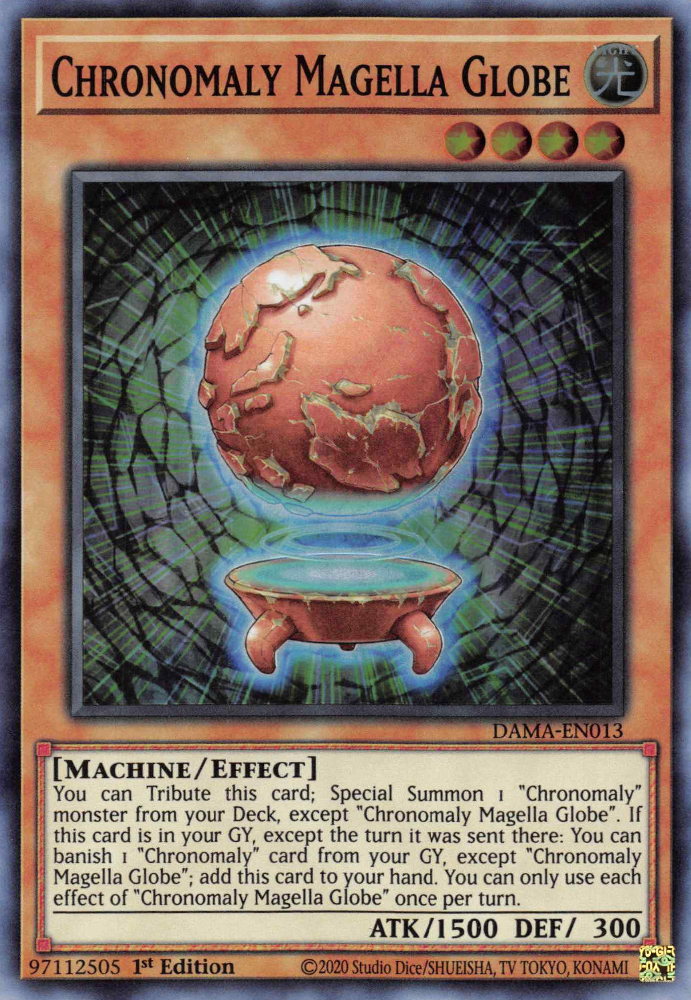 CHRONOMALY MAGELLA GLOBE
LIGHT
光
DAMA-EN013
[MACHINE/EFFECT]
You can Tribute this card; Special Summon 1 "Chronomaly"
monster from your Deck, except "Chronomaly Magella Globe". If
this card is in your GY, except the turn it was sent there: You can
banish 1 "Chronomaly" card from your GY, except "Chronomaly
Magella Globe"; add this card to your hand. You can only use each
effect of "Chronomaly Magella Globe" once per turn.
ATK/1500 DEF/ 300
97112505 1st Edition ©2020 Studio Dice/SHUEISHA, TV TOKYO, KONAMI